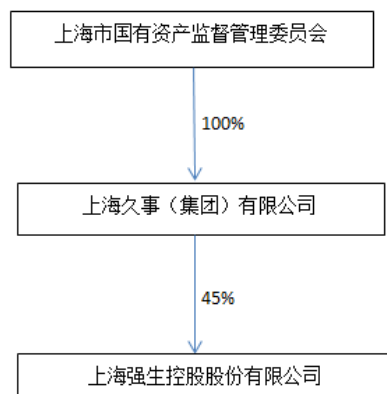 上海市国有资产监督管理委员会
100%
上海久事（集团）有限公司
45%
上海强生控股股份有限公司